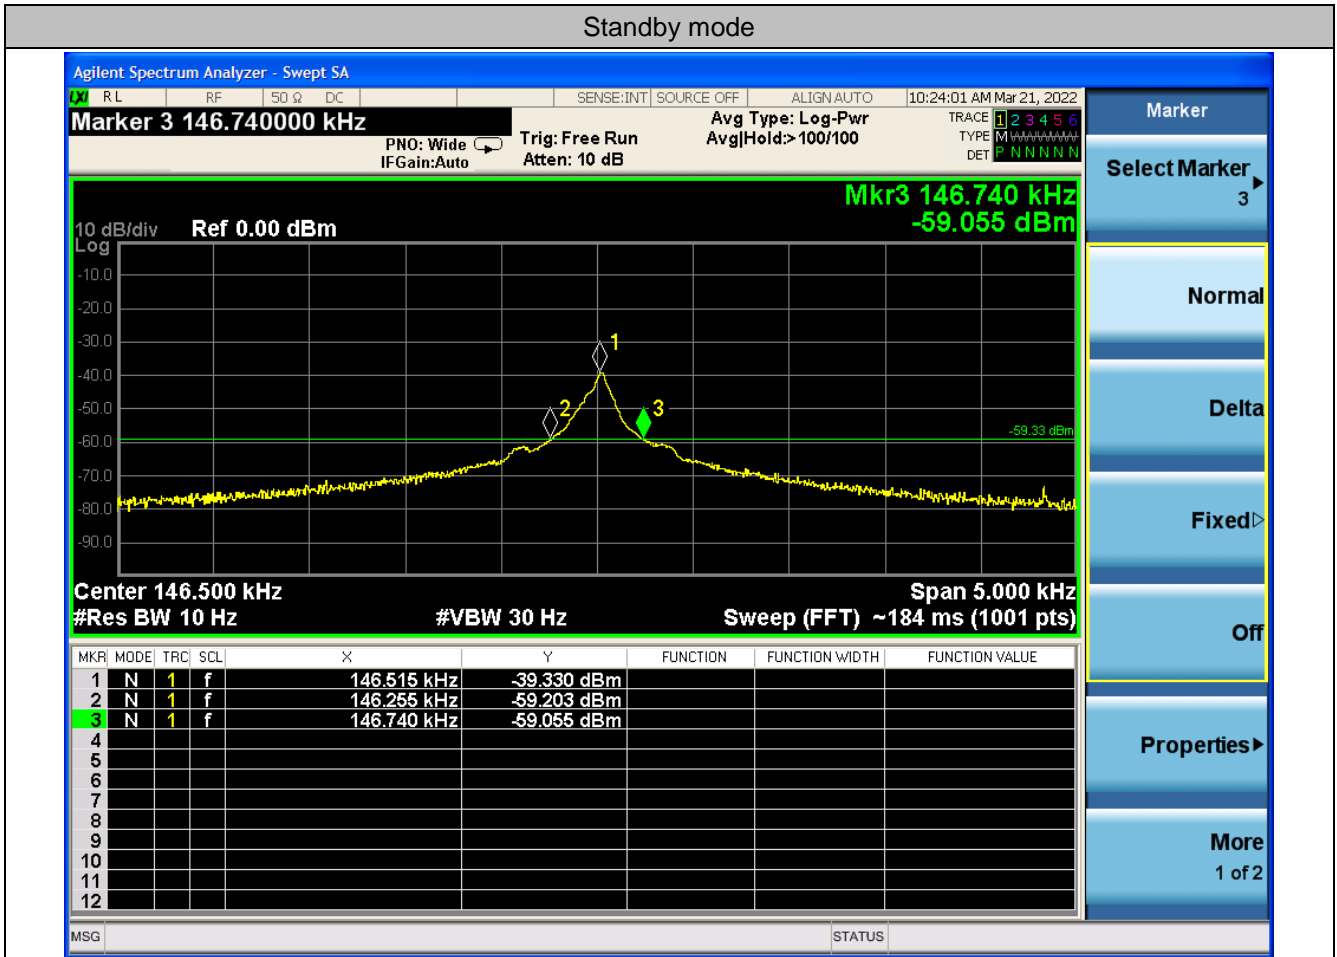 Standby mode
Agilent Spectrum Analyzer - Swept SA
LXI RL RF 50 Ω DC SENSE:INT SOURCE OFF ALIGN AUTO 10:24:01 AM Mar 21, 2022
Marker 3 146.740000 kHz
PNO: Wide
IFGain:Auto
Trig: Free Run
Atten: 10 dB
Avg Type: Log-Pwr
Avg|Hold:>100/100
TRACE 1 2 3 4 5 6
TYPE M WWWWW
DET P N N N N N
Mkr3 146.740 kHz
-59.055 dBm
10 dB/div Ref 0.00 dBm
Log
-10.0
-20.0
-30.0
-40.0
-50.0
-60.0
-70.0
-80.0
-90.0
1
2
3
-59.33 dBm
Center 146.500 kHz Span 5.000 kHz
#Res BW 10 Hz #VBW 30 Hz Sweep (FFT) ~184 ms (1001 pts)
MKR MODE TRC SCL X Y FUNCTION FUNCTION WIDTH FUNCTION VALUE
1 N 1 f 146.515 kHz -39.330 dBm
2 N 1 f 146.255 kHz -59.203 dBm
3 N 1 f 146.740 kHz -59.055 dBm
4
5
6
7
8
9
10
11
12
MSG STATUS
Marker
Select Marker
3
Normal
Delta
Fixed
Off
Properties
More
1 of 2